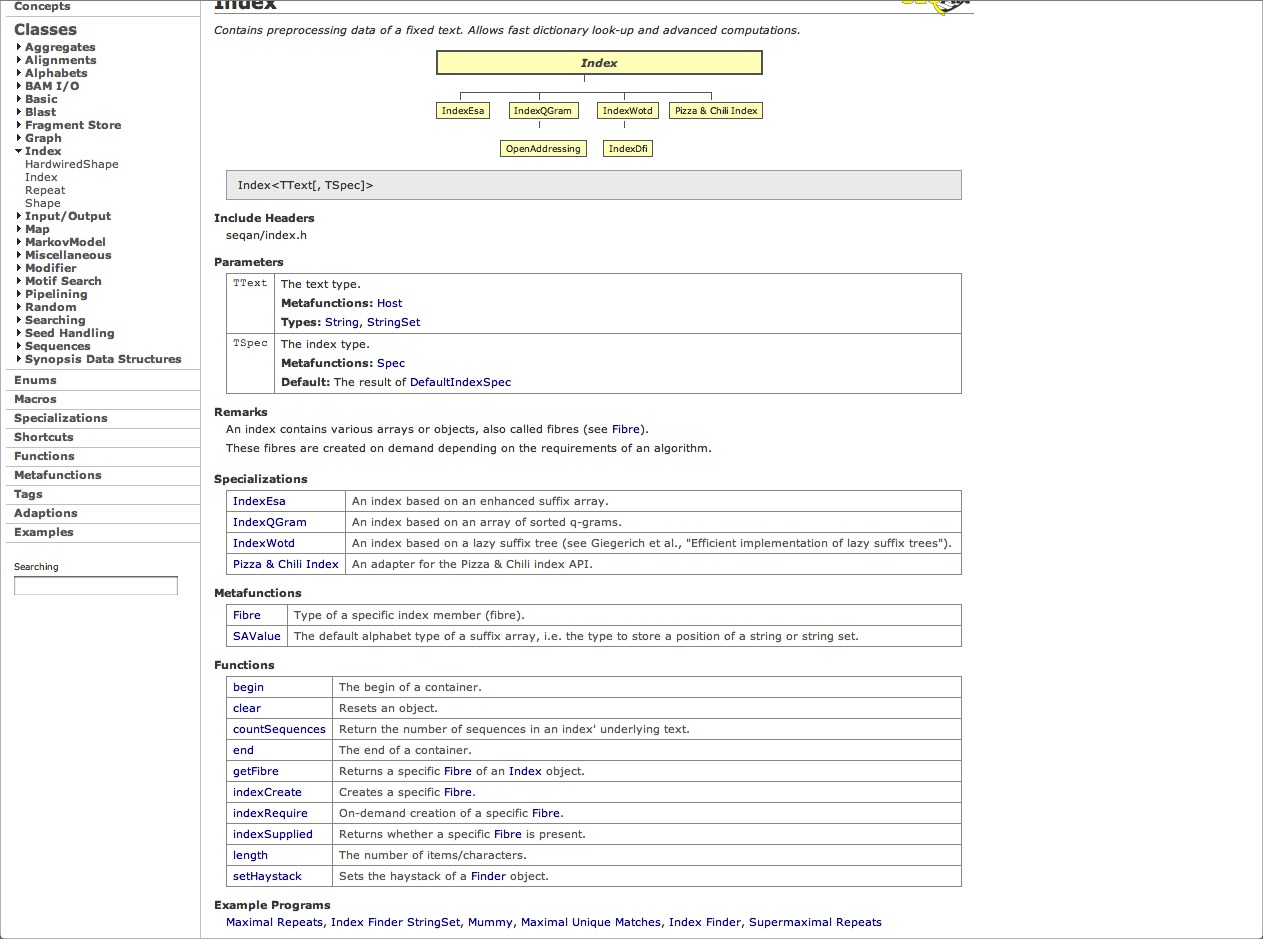 Concepts
Classes
Aggregates
Alignments
Alphabets
BAM I/O
Basic
Blast
Fragment Store
Graph
Index
HardwiredShape
Index
Repeat
Shape
Input/Output
Map
MarkovModel
Miscellaneous
Modifier
Motif Search
Pipelining
Random
Searching
Seed Handling
Sequences
Synopsis Data Structures
Enums
Macros
Specializations
Shortcuts
Functions
Metafunctions
Tags
Adaptions
Examples
Searching
Index
Contains preprocessing data of a fixed text. Allows fast dictionary look-up and advanced computations.
Index
IndexEsa IndexQGram IndexWotd Pizza & Chili Index
OpenAddressing IndexDfi
Index<TText[, TSpec]>
Include Headers
seqan/index.h
Parameters
TText The text type.
Metafunctions: Host
Types: String, StringSet
TSpec The index type.
Metafunctions: Spec
Default: The result of DefaultIndexSpec
Remarks
An index contains various arrays or objects, also called fibres (see Fibre).
These fibres are created on demand depending on the requirements of an algorithm.
Specializations
IndexEsa An index based on an enhanced suffix array.
IndexQGram An index based on an array of sorted q-grams.
IndexWotd An index based on a lazy suffix tree (see Giegerich et al., "Efficient implementation of lazy suffix trees").
Pizza & Chili Index An adapter for the Pizza & Chili index API.
Metafunctions
Fibre Type of a specific index member (fibre).
SAValue The default alphabet type of a suffix array, i.e. the type to store a position of a string or string set.
Functions
begin The begin of a container.
clear Resets an object.
countSequences Return the number of sequences in an index' underlying text.
end The end of a container.
getFibre Returns a specific Fibre of an Index object.
indexCreate Creates a specific Fibre.
indexRequire On-demand creation of a specific Fibre.
indexSupplied Returns whether a specific Fibre is present.
length The number of items/characters.
setHaystack Sets the haystack of a Finder object.
Example Programs
Maximal Repeats, Index Finder StringSet, Mummy, Maximal Unique Matches, Index Finder, Supermaximal Repeats